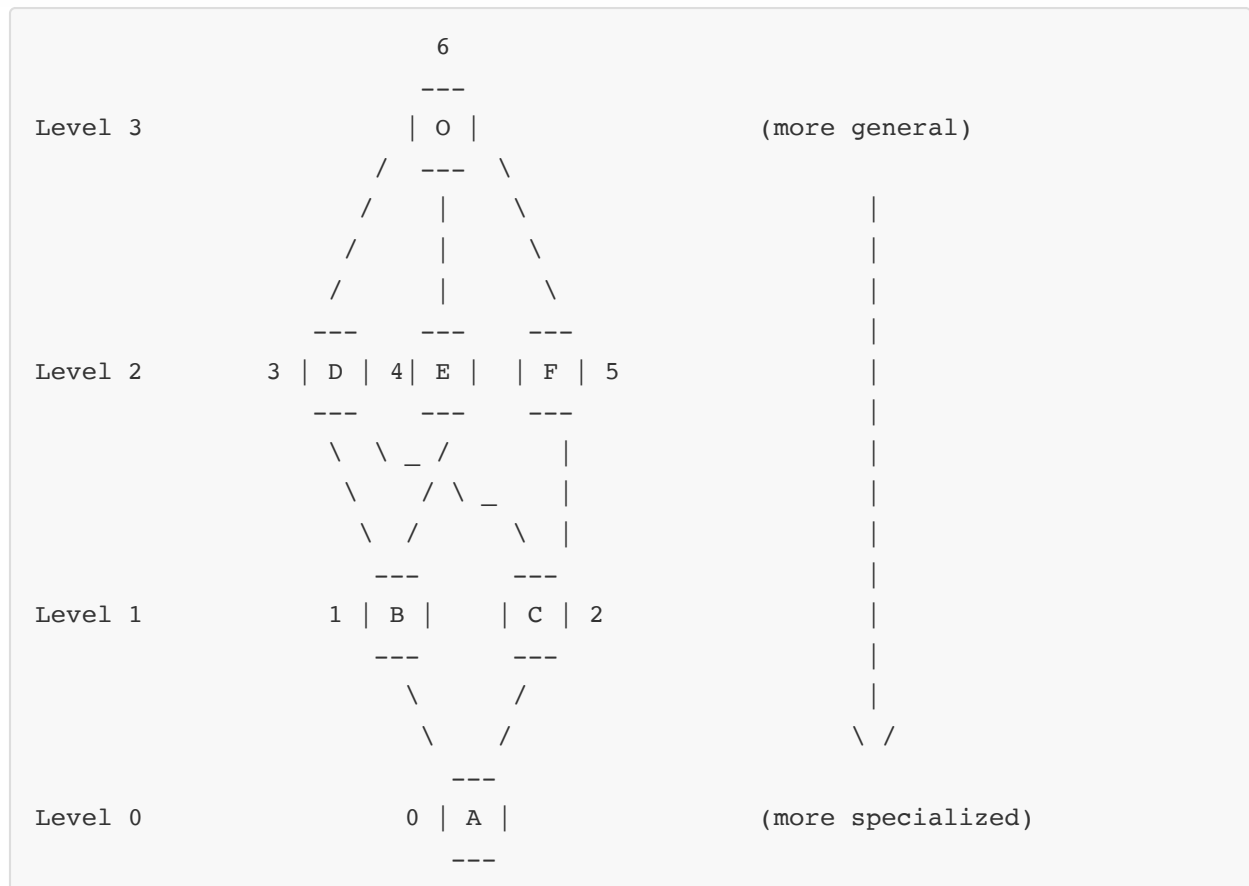 6
                         ---
Level 3                 | O |                  (more general)
                      /  ---  \
                     /    |    \                      |
                    /     |     \                     |
                   /      |      \                    |
                  ---    ---    ---                   |
Level 2        3 | D | 4| E |  | F | 5                |
                  ---    ---    ---                   |
                   \  \ _ /       |                   |
                    \    / \ _    |                   |
                     \  /      \  |                   |
                      ---      ---                    |
Level 1            1 | B |    | C | 2                 |
                      ---      ---                    |
                        \      /                      |
                         \    /                      \ /
                           ---
Level 0                 0 | A |                (more specialized)
                           ---